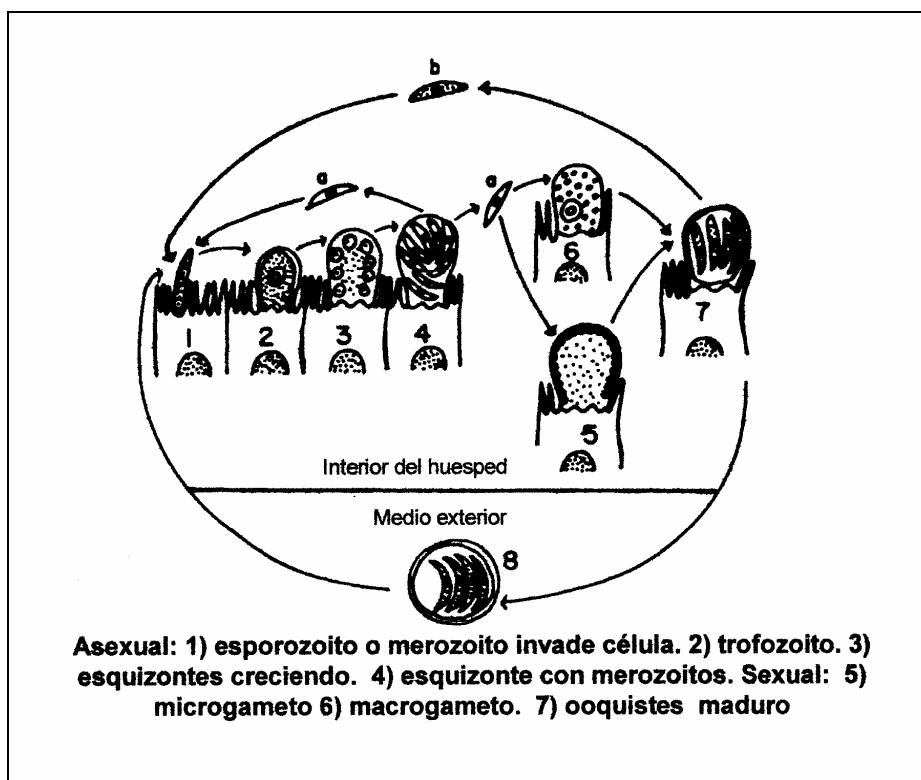 b
a
a
1
2
3
4
5
6
7
Interior del huesped
Medio exterior
8
Asexual: 1) esporozoito o merozoito invade célula. 2) trofozoito. 3)
esquizontes creciendo. 4) esquizonte con merozoitos. Sexual: 5)
microgameto 6) macrogameto. 7) ooquistes maduro